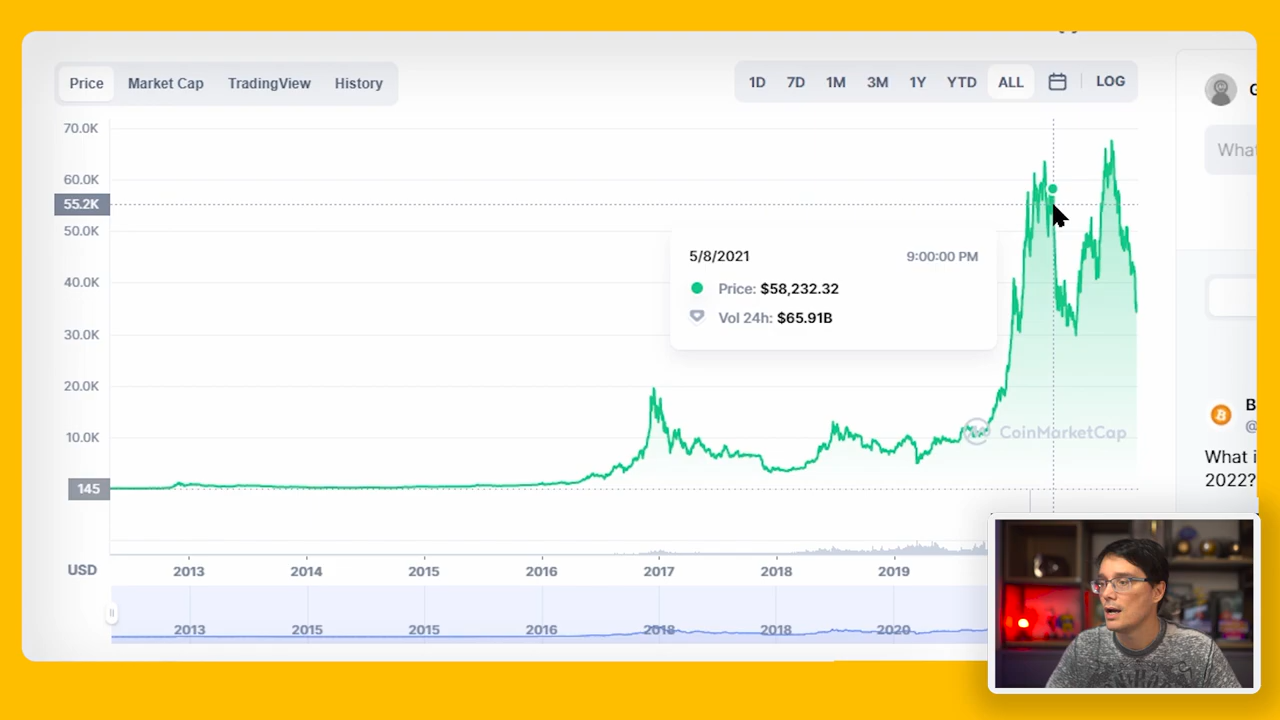 Price Market Cap TradingView History
1D 7D 1M 3M 1Y YTD ALL LOG
70.0K
60.0K
55.2K
50.0K
40.0K
30.0K
20.0K
10.0K
145
5/8/2021 9:00:00 PM
Price: $58,232.32
Vol 24h: $65.91B
CoinMarketCap
USD 2013 2014 2015 2016 2017 2018 2019
2013 2015 2015 2016 2018 2018 2020
G
B
@
What i
2022?